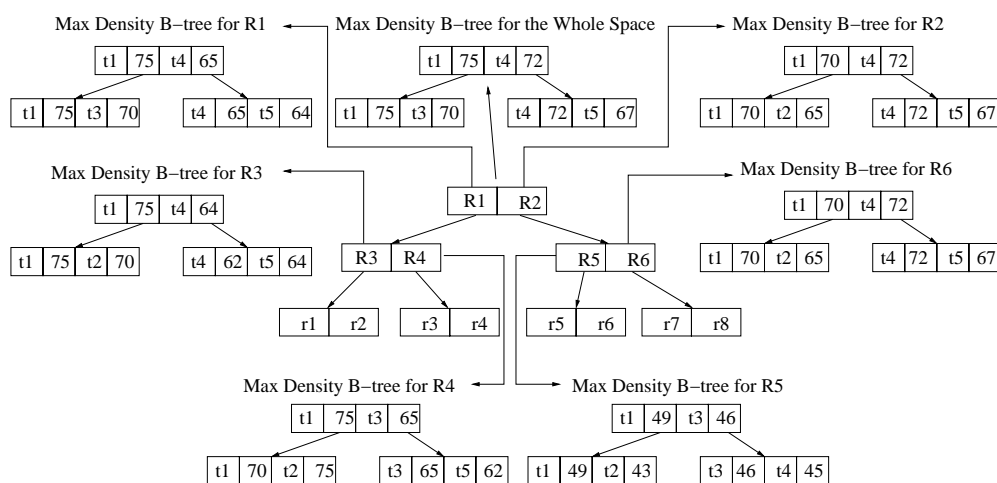 Max Density B-tree for R1
Max Density B-tree for the Whole Space
Max Density B-tree for R2
t1 75 t4 65
t1 75 t4 72
t1 70 t4 72
t1 75 t3 70
t4 65 t5 64
t1 75 t3 70
t4 72 t5 67
t1 70 t2 65
t4 72 t5 67
Max Density B-tree for R3
Max Density B-tree for R6
t1 75 t4 64
R1 R2
t1 70 t4 72
t1 75 t2 70
t4 62 t5 64
R3 R4
R5 R6
t1 70 t2 65
t4 72 t5 67
r1 r2
r3 r4
r5 r6
r7 r8
Max Density B-tree for R4
Max Density B-tree for R5
t1 75 t3 65
t1 49 t3 46
t1 70 t2 75
t3 65 t5 62
t1 49 t2 43
t3 46 t4 45